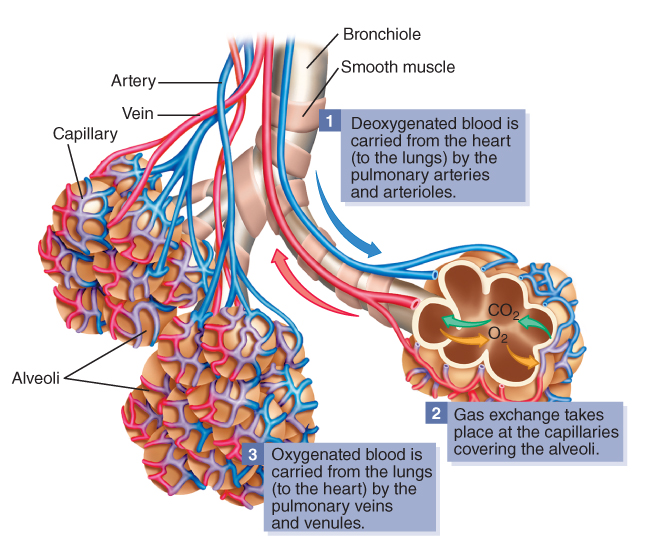 Bronchiole
Smooth muscle
Artery
Vein
Capillary
1 Deoxygenated blood is
carried from the heart
(to the lungs) by the
pulmonary arteries
and arterioles.
CO₂
O₂
Alveoli
2 Gas exchange takes
place at the capillaries
covering the alveoli.
3 Oxygenated blood is
carried from the lungs
(to the heart) by the
pulmonary veins
and venules.